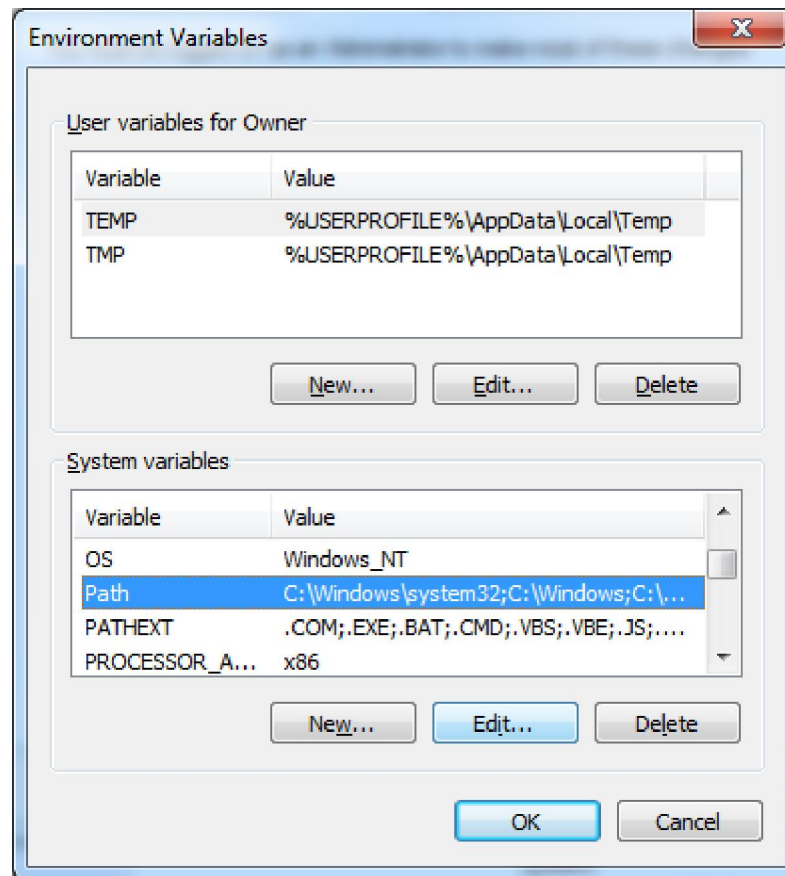 Environment Variables
User variables for Owner
Variable Value
TEMP %USERPROFILE%\AppData\Local\Temp
TMP %USERPROFILE%\AppData\Local\Temp
New... Edit... Delete
System variables
Variable Value
OS Windows_NT
Path C:\Windows\system32;C:\Windows;C:\...
PATHEXT .COM;.EXE;.BAT;.CMD;.VBS;.VBE;.JS;....
PROCESSOR_A... x86
New... Edit... Delete
OK Cancel